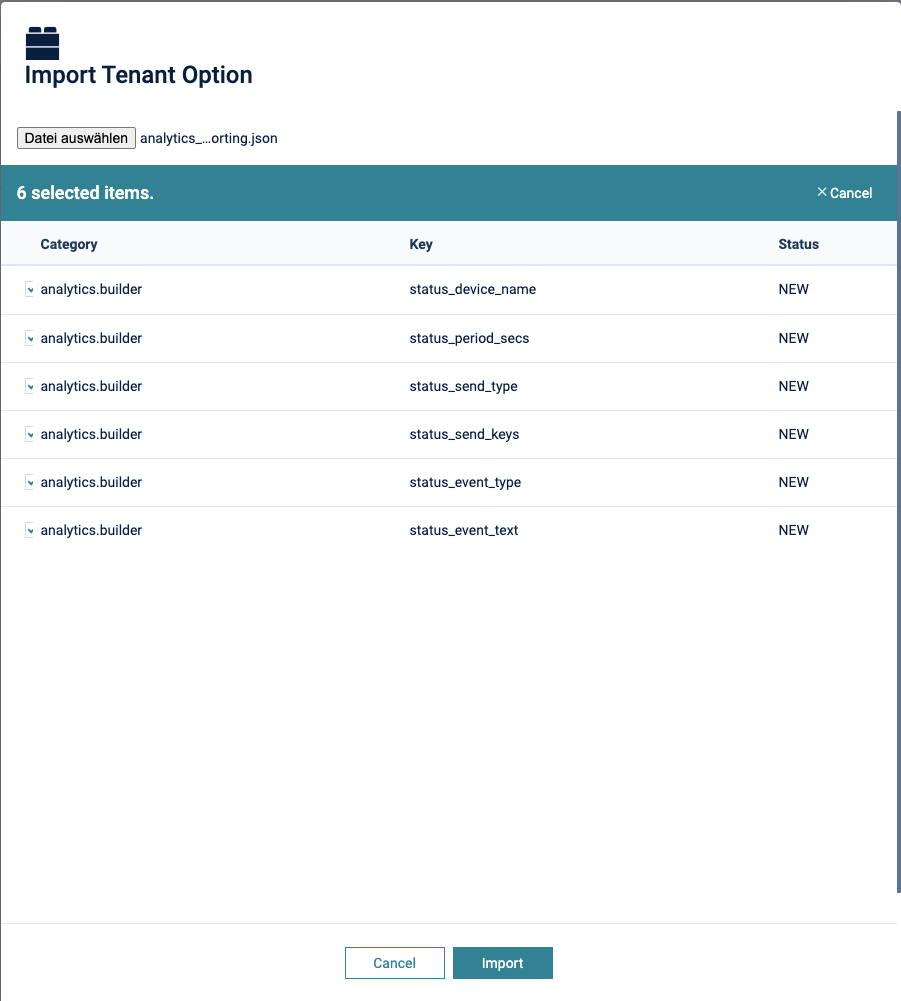 Import Tenant Option
Datei auswählen analytics_...orting.json
6 selected items. Cancel
Category Key Status
analytics.builder status_device_name NEW
analytics.builder status_period_secs NEW
analytics.builder status_send_type NEW
analytics.builder status_send_keys NEW
analytics.builder status_event_type NEW
analytics.builder status_event_text NEW
Cancel Import